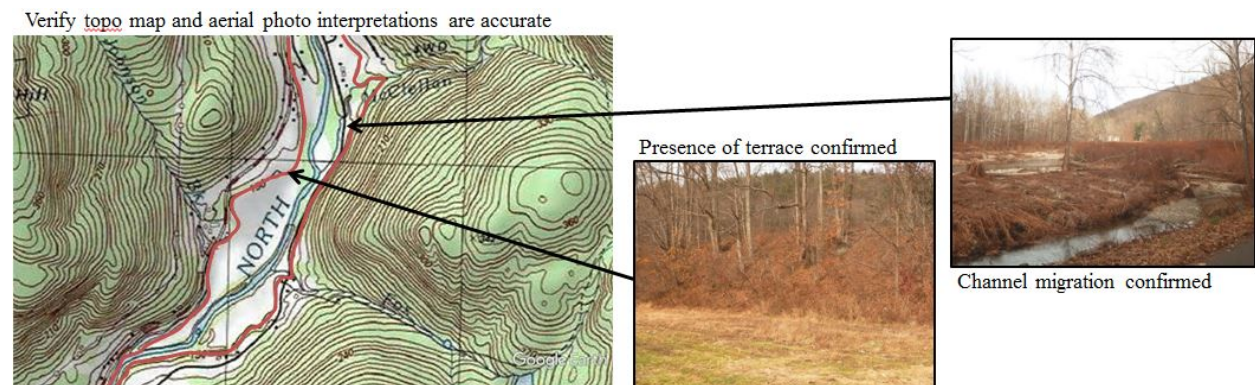 Verify topo map and aerial photo interpretations are accurate
Johnson
Hill
4WD
McClellan
Presence of terrace confirmed
NORTH
Channel migration confirmed
Google Earth